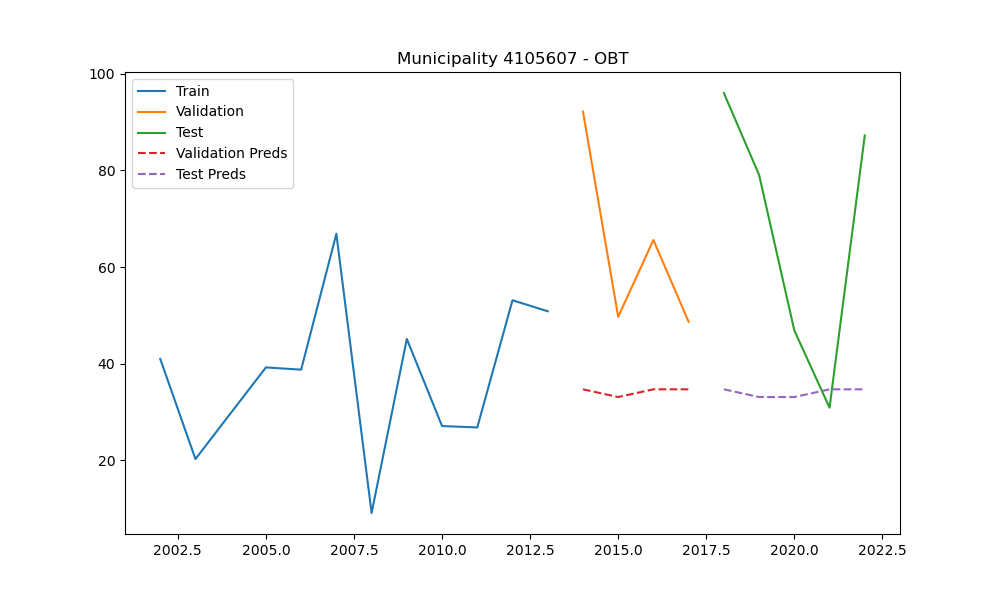 Municipality 4105607 - OBT
100
80
60
40
20
Train
Validation
Test
Validation Preds
Test Preds
2002.5 2005.0 2007.5 2010.0 2012.5 2015.0 2017.5 2020.0 2022.5